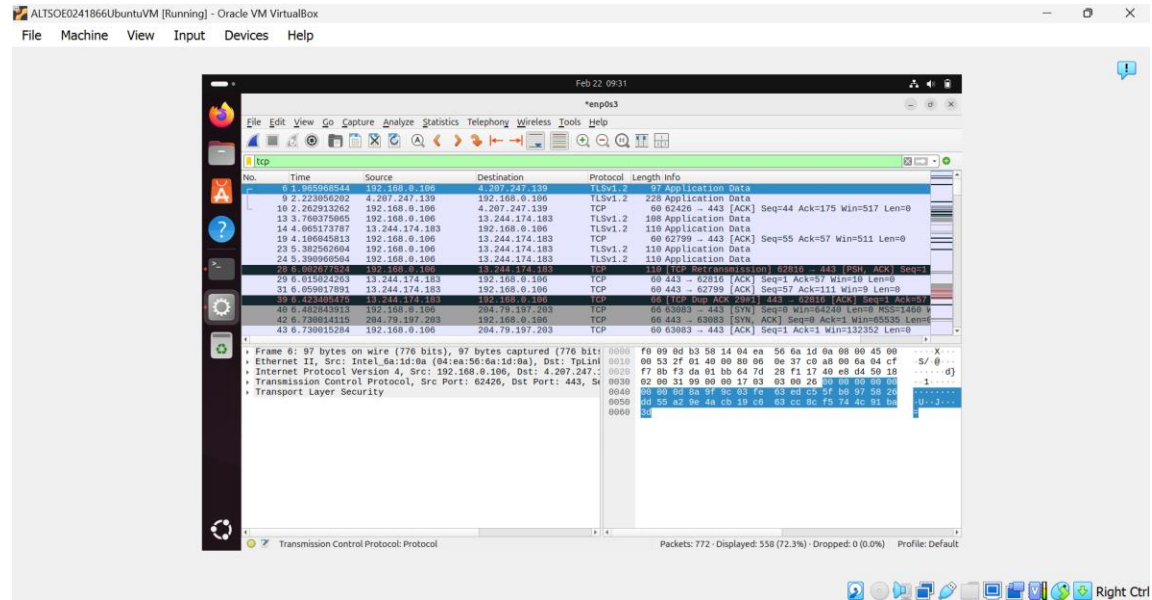 ALTSOE0241866UbuntuVM [Running] - Oracle VM VirtualBox
File Machine View Input Devices Help
Feb 22 09:31
*enp0s3
File Edit View Go Capture Analyze Statistics Telephony Wireless Tools Help
tcp
No. Time Source Destination Protocol Length Info
6 1.965968544 192.168.0.106 4.207.247.139 TLSv1.2 97 Application Data
9 2.223056202 4.207.247.139 192.168.0.106 TLSv1.2 228 Application Data
10 2.262913262 192.168.0.106 4.207.247.139 TCP 60 62426 → 443 [ACK] Seq=44 Ack=175 Win=517 Len=0
13 3.760375065 192.168.0.106 13.244.174.183 TLSv1.2 108 Application Data
14 4.065173787 13.244.174.183 192.168.0.106 TLSv1.2 110 Application Data
19 4.106045813 192.168.0.106 13.244.174.183 TCP 60 62799 → 443 [ACK] Seq=55 Ack=57 Win=511 Len=0
23 5.382562604 192.168.0.106 13.244.174.183 TLSv1.2 110 Application Data
24 5.390960504 192.168.0.106 13.244.174.183 TLSv1.2 110 Application Data
28 6.002677524 192.168.0.106 13.244.174.183 TCP 110 [TCP Retransmission] 62816 → 443 [PSH, ACK] Seq=1
29 6.015024263 13.244.174.183 192.168.0.106 TCP 60 443 → 62816 [ACK] Seq=1 Ack=57 Win=10 Len=0
31 6.059017891 13.244.174.183 192.168.0.106 TCP 60 443 → 62799 [ACK] Seq=57 Ack=111 Win=9 Len=0
39 6.423405475 13.244.174.183 192.168.0.106 TCP 66 [TCP Dup ACK 29#1] 443 → 62816 [ACK] Seq=1 Ack=57
40 6.482843913 192.168.0.106 204.79.197.203 TCP 66 63083 → 443 [SYN] Seq=0 Win=64240 Len=0 MSS=1460 W
42 6.730014115 204.79.197.203 192.168.0.106 TCP 66 443 → 63083 [SYN, ACK] Seq=0 Ack=1 Win=65535 Len=
43 6.730015284 192.168.0.106 204.79.197.203 TCP 60 63083 → 443 [ACK] Seq=1 Ack=1 Win=132352 Len=0
Frame 6: 97 bytes on wire (776 bits), 97 bytes captured (776 bits
Ethernet II, Src: Intel_6a:1d:0a (04:ea:56:6a:1d:0a), Dst: TpLink
Internet Protocol Version 4, Src: 192.168.0.106, Dst: 4.207.247.1
Transmission Control Protocol, Src Port: 62426, Dst Port: 443, Se
Transport Layer Security
0000 f0 09 0d b3 58 14 04 ea 56 6a 1d 0a 08 00 45 00 ····X···
0010 00 53 2f 01 40 00 80 06 0e 37 c0 a8 00 6a 04 cf ·S/·@···
0020 f7 8b f3 da 01 bb 64 7d 28 f1 17 40 e8 d4 50 18 ······d}
0030 02 00 31 99 00 00 17 03 03 00 26 00 00 00 00 00 ··1·····
0040 00 00 0d 8a 9f 9c 03 fe 63 ed c5 5f b0 97 58 26 ········
0050 dd 55 a2 9e 4a cb 19 c6 63 cc 8c f5 74 4c 91 ba ·U··J···
0060 3d =
Transmission Control Protocol: Protocol
Packets: 772 · Displayed: 558 (72.3%) · Dropped: 0 (0.0%)
Profile: Default
Right Ctrl